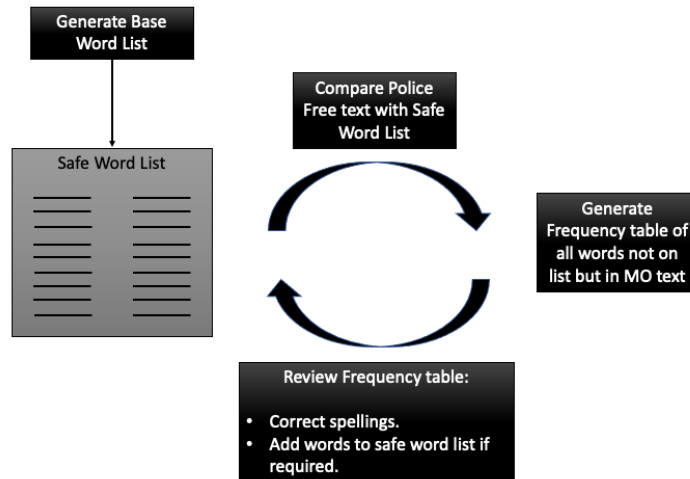 Generate Base
Word List
Compare Police
Free text with Safe
Word List
Safe Word List
Generate
Frequency table of
all words not on
list but in MO text
Review Frequency table:
• Correct spellings.
• Add words to safe word list if
required.